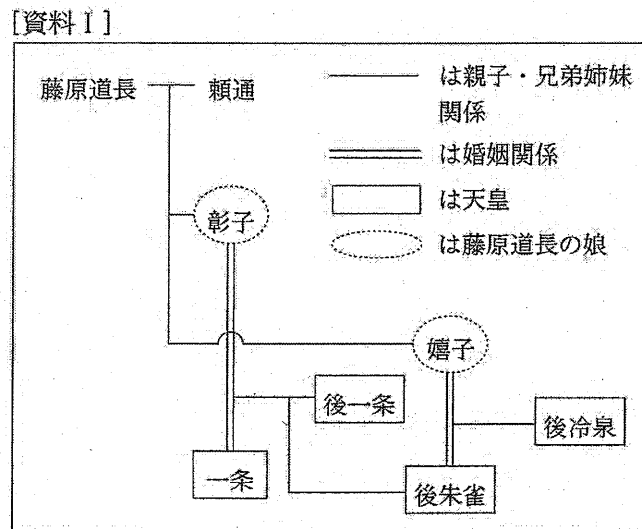 [資料Ⅰ]
藤原道長
頼通
は親子・兄弟姉妹
関係
は婚姻関係
は天皇
は藤原道長の娘
彰子
嬉子
後一条
後冷泉
一条
後朱雀